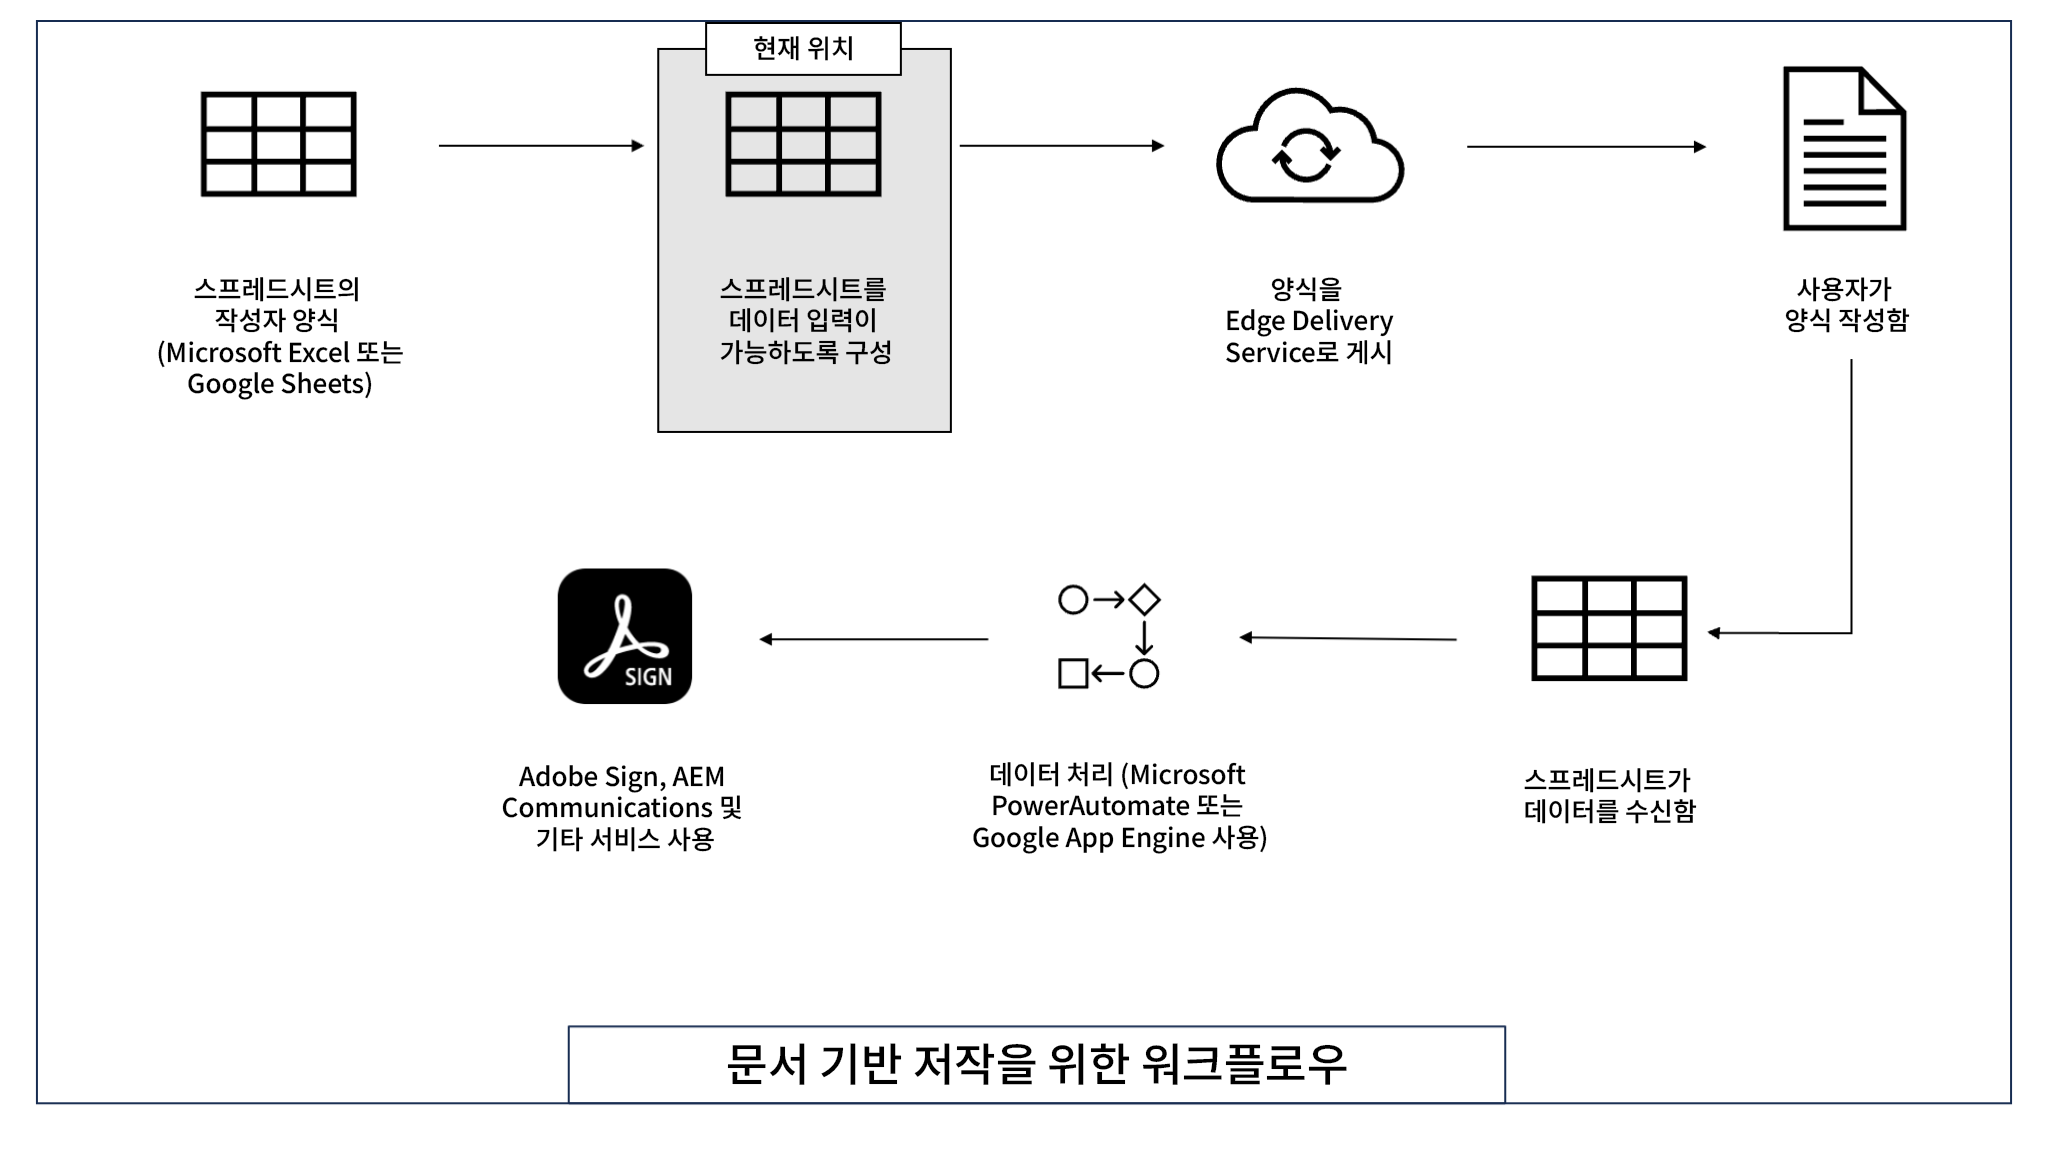 현재 위치
스프레드시트의
작성자 양식
(Microsoft Excel 또는
Google Sheets)
스프레드시트를
데이터 입력이
가능하도록 구성
양식을
Edge Delivery
Service로 게시
사용자가
양식 작성함
SIGN
Adobe Sign, AEM
Communications 및
기타 서비스 사용
데이터 처리 (Microsoft
PowerAutomate 또는
Google App Engine 사용)
스프레드시트가
데이터를 수신함
문서 기반 저작을 위한 워크플로우